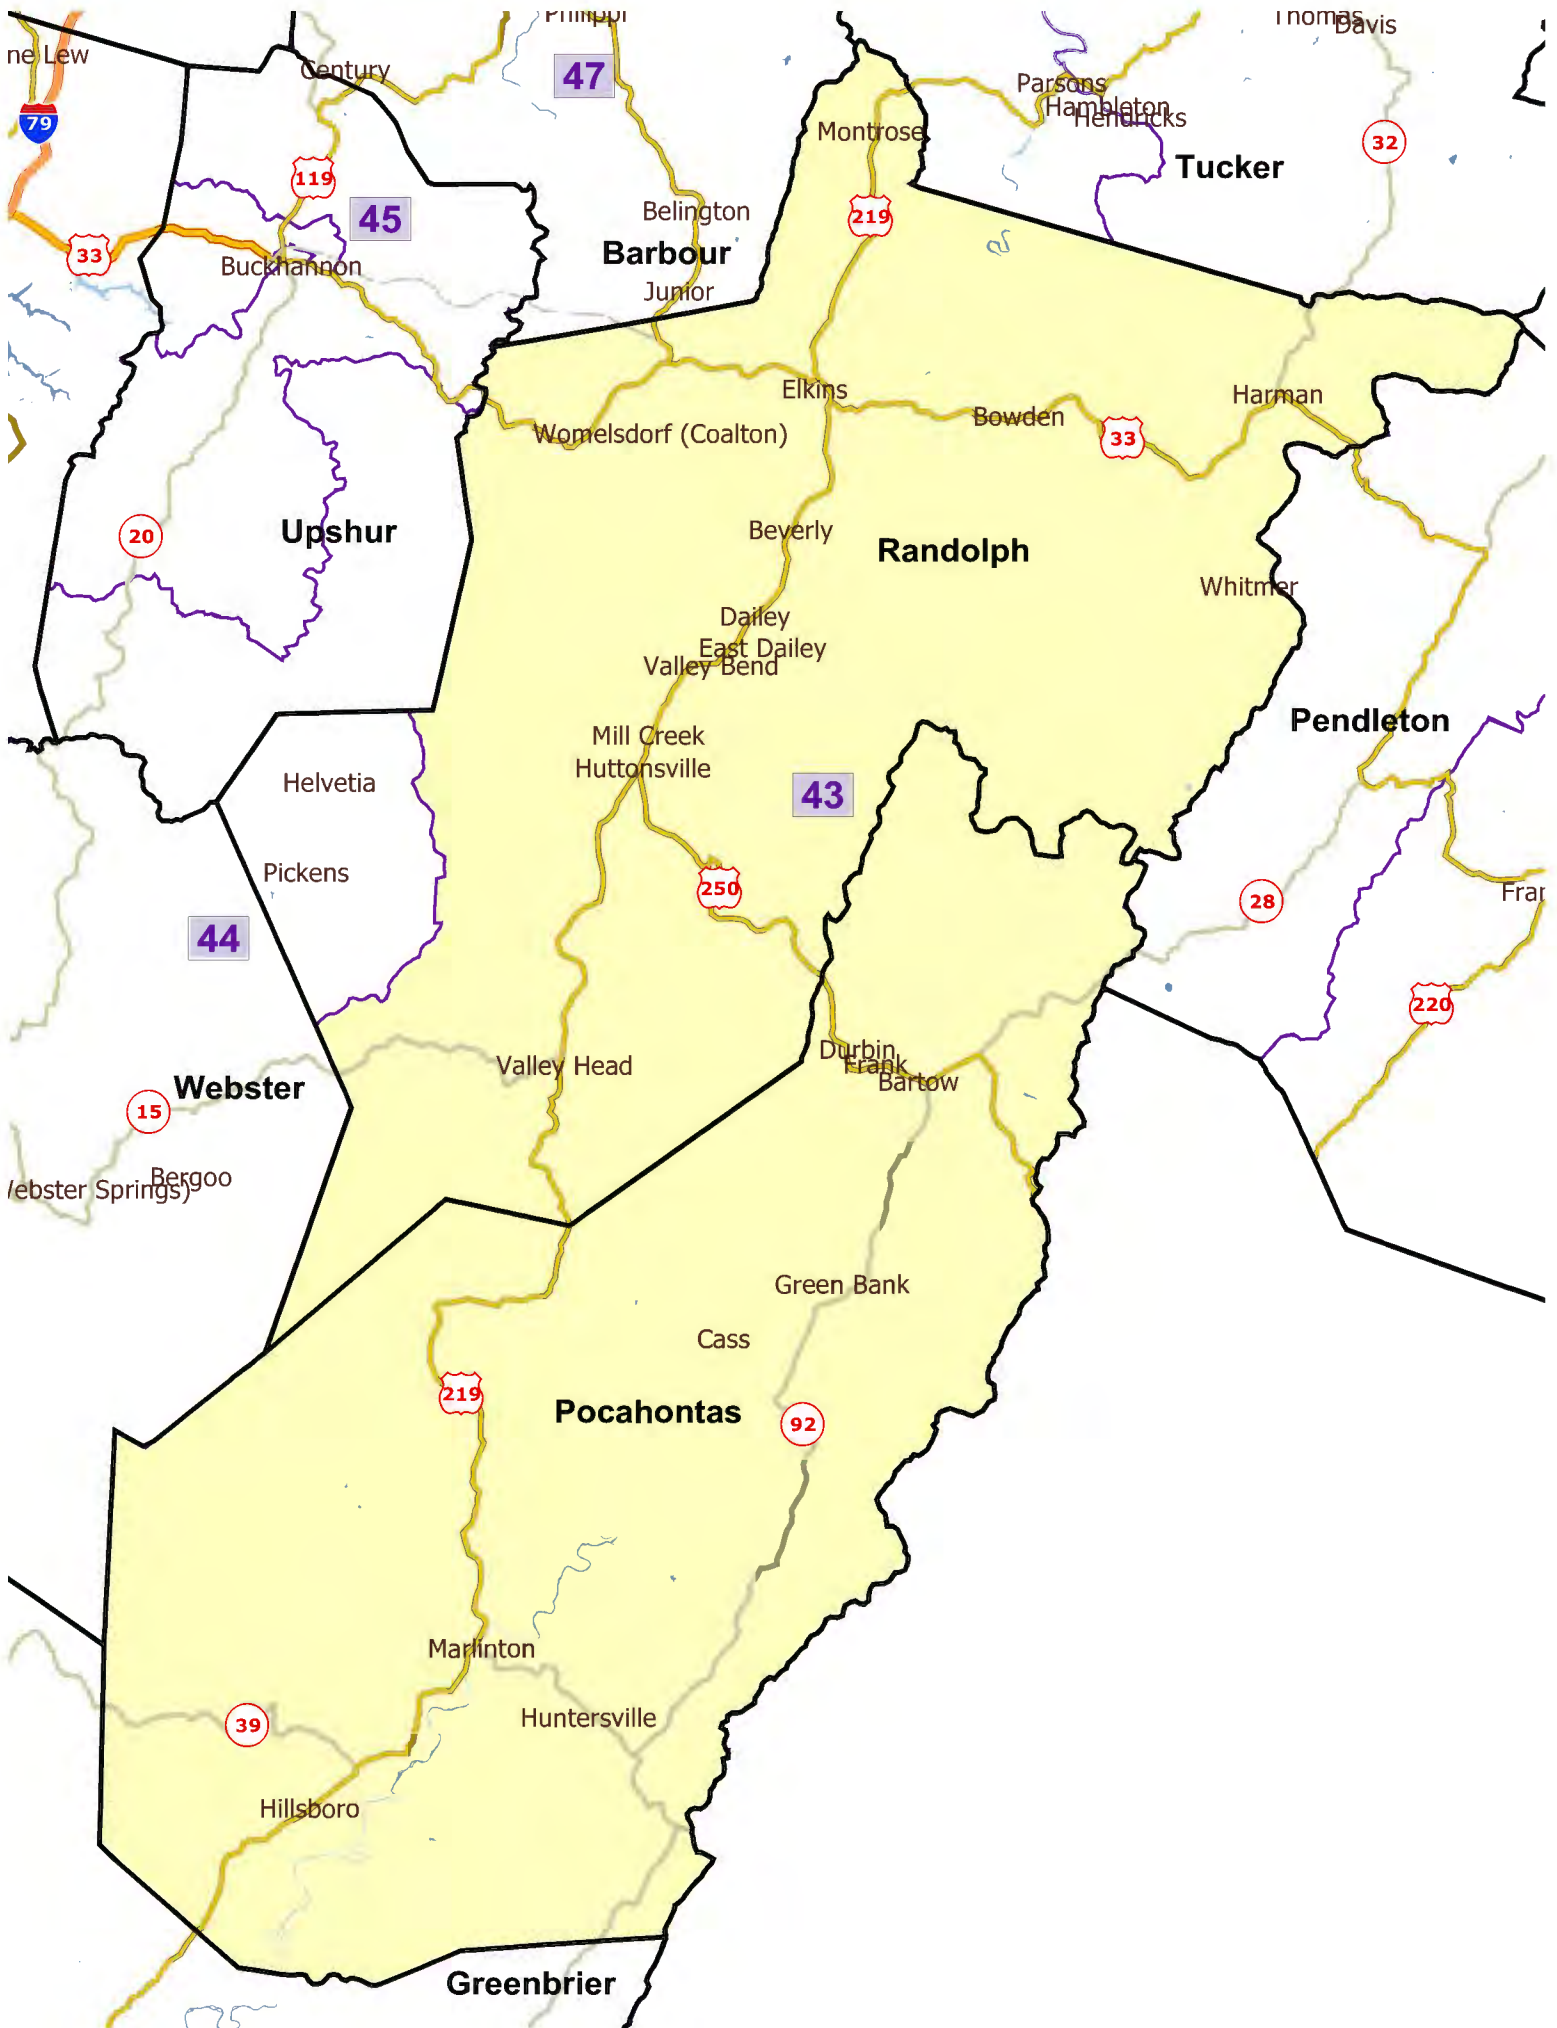 Philippi
Thomas
Davis
ne Lew
Century
47
Parsons
Hambleton
Hendricks
79
Montrose
32
Tucker
119
45
Belington
219
33
Barbour
Buckhannon
Junior
Elkins
Harman
Bowden
Womelsdorf (Coalton)
33
20
Upshur
Beverly
Randolph
Whitmer
Dailey
East Dailey
Valley Bend
Pendleton
Mill Creek
Huttonsville
Helvetia
43
Pickens
250
Fran
28
44
220
Durbin
Frank
Valley Head
Bartow
Webster
15
Bergoo
/ebster Springs)
Green Bank
Cass
219
Pocahontas
92
Marlinton
39
Huntersville
Hillsboro
Greenbrier